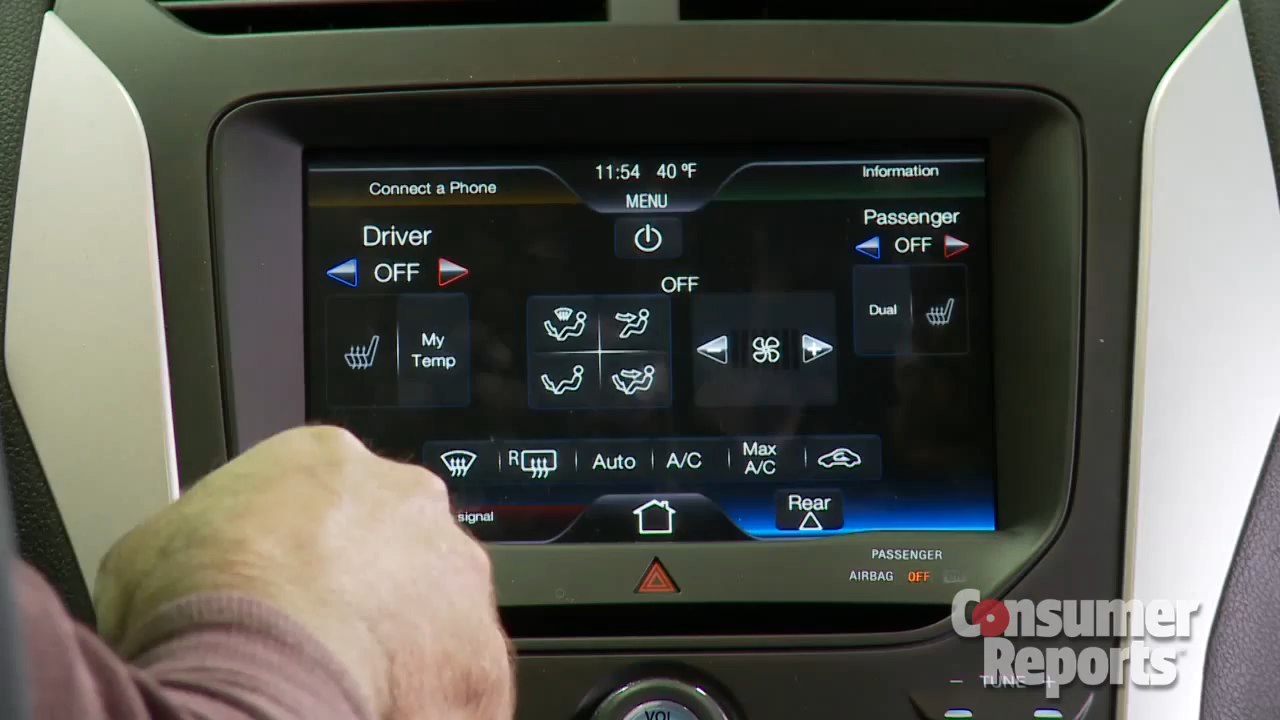 11:54 40 ºF
Connect a Phone
Information
MENU
Driver
Passenger
OFF
OFF
OFF
My
Temp
Dual
R
Auto
A/C
Max
A/C
signal
Rear
PASSENGER
AIRBAG OFF
Consumer
Reports
- TUNE +
VOL